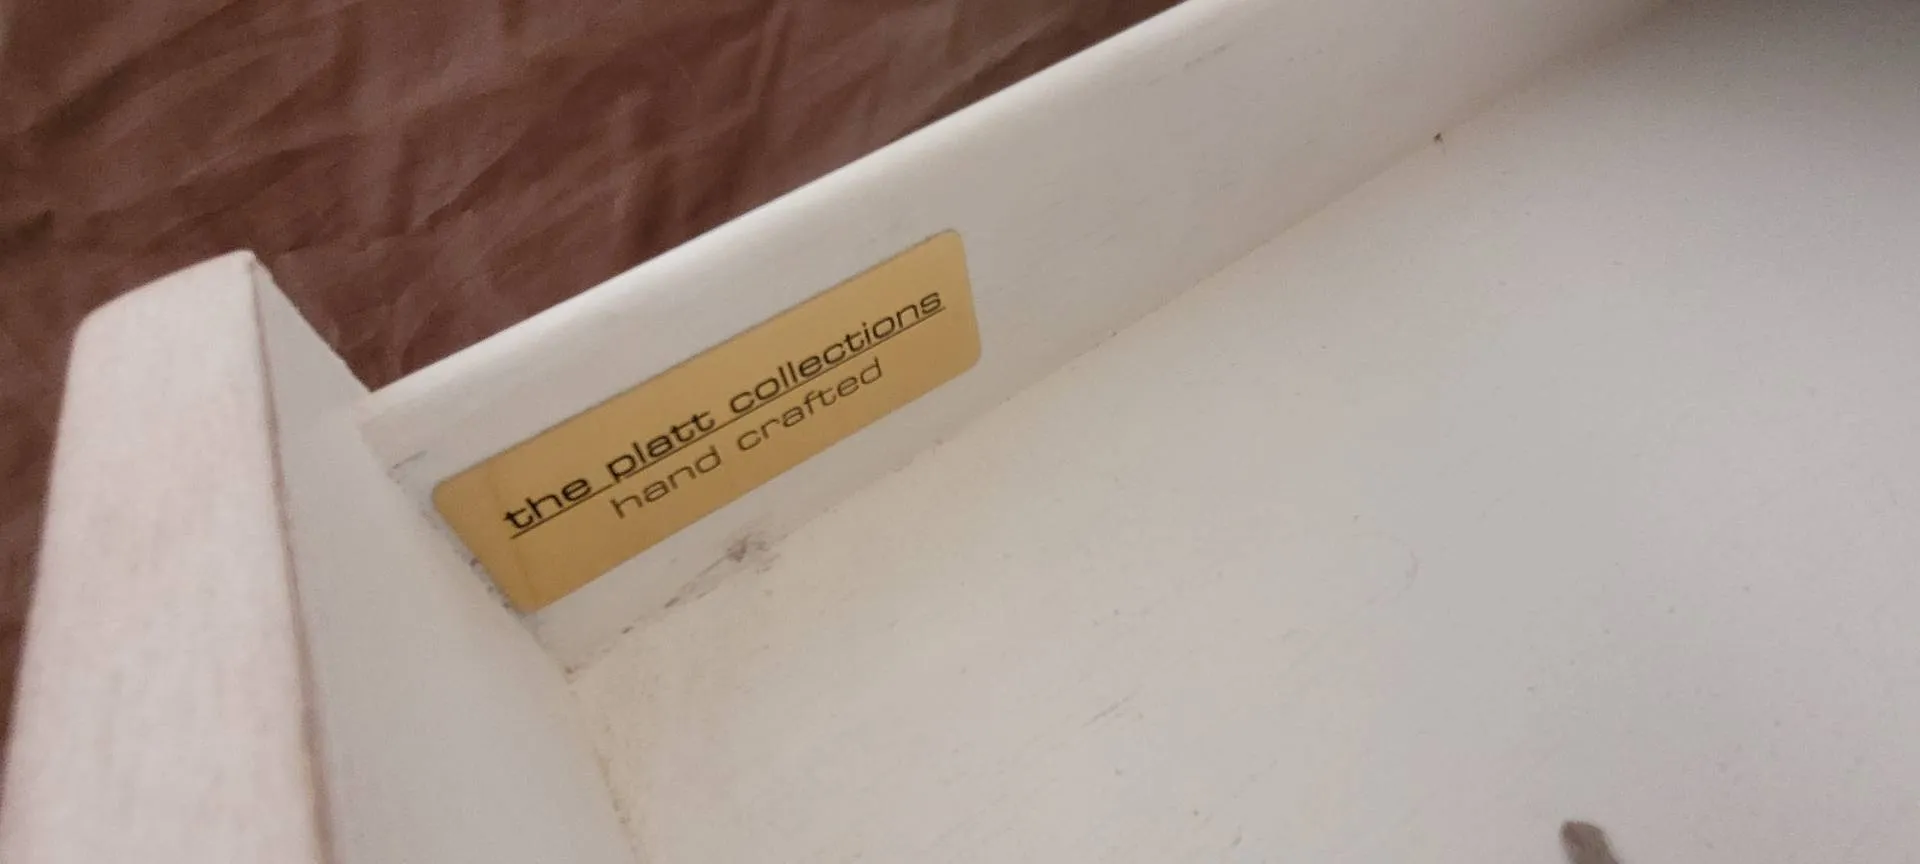 the platt collections
hand crafted